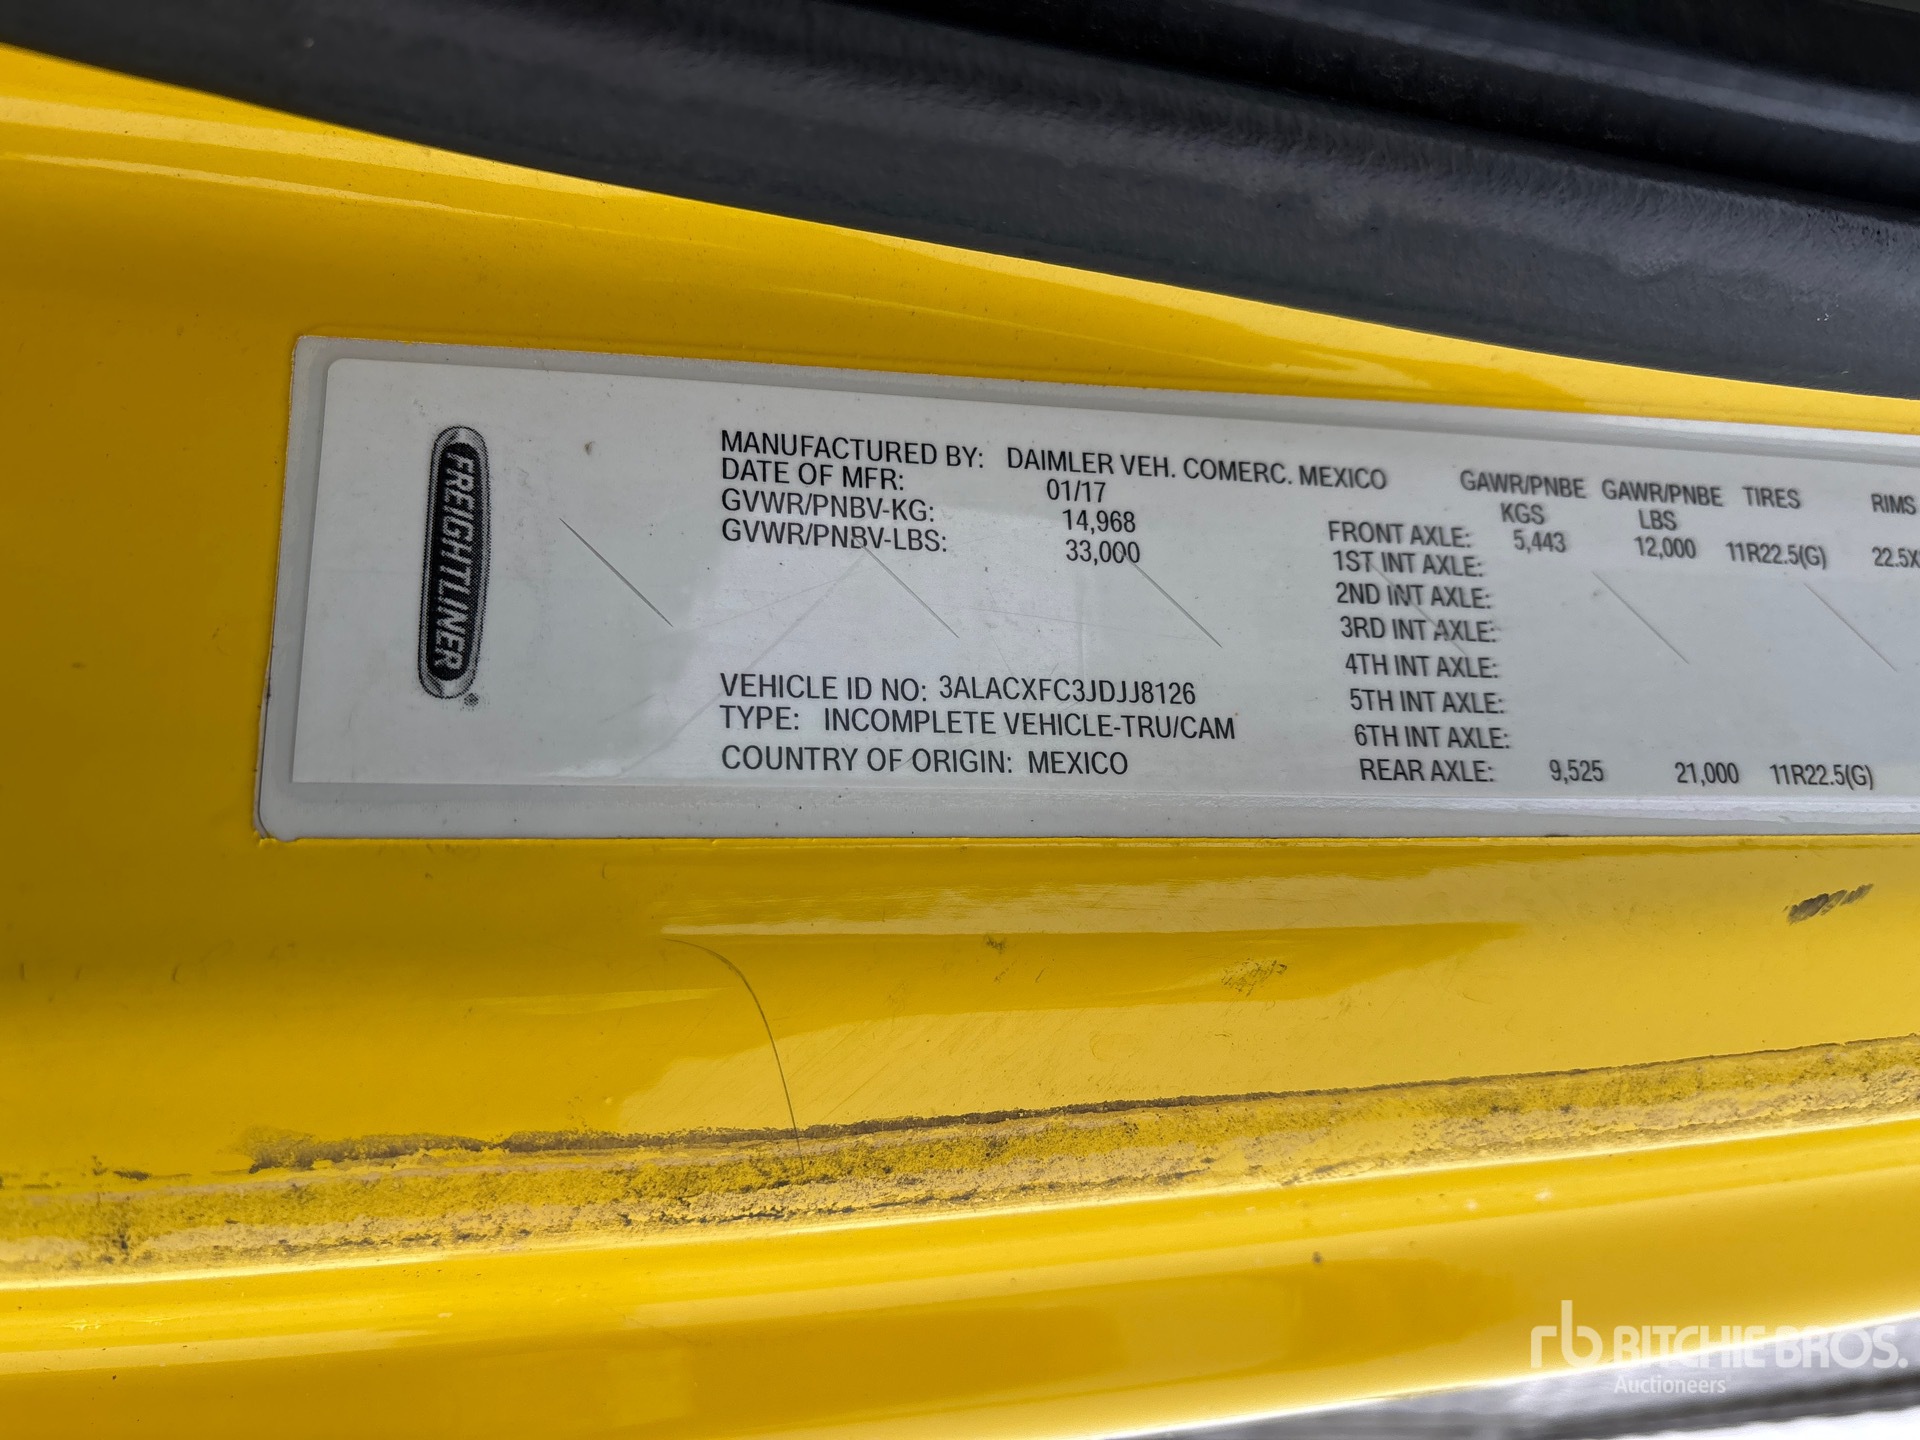 FREIGHTLINER®
MANUFACTURED BY: DAIMLER VEH. COMERC. MEXICO
DATE OF MFR: 01/17
GVWR/PNBV-KG: 14,968
GVWR/PNBV-LBS: 33,000
VEHICLE ID NO: 3ALACXFC3JDJJ8126
TYPE: INCOMPLETE VEHICLE-TRU/CAM
COUNTRY OF ORIGIN: MEXICO
GAWR/PNBE KGS GAWR/PNBE LBS TIRES RIMS
FRONT AXLE: 5,443 12,000 11R22.5(G) 22.5X
1ST INT AXLE:
2ND INT AXLE:
3RD INT AXLE:
4TH INT AXLE:
5TH INT AXLE:
6TH INT AXLE:
REAR AXLE: 9,525 21,000 11R22.5(G)
rb RITCHIE BROS.
Auctioneers